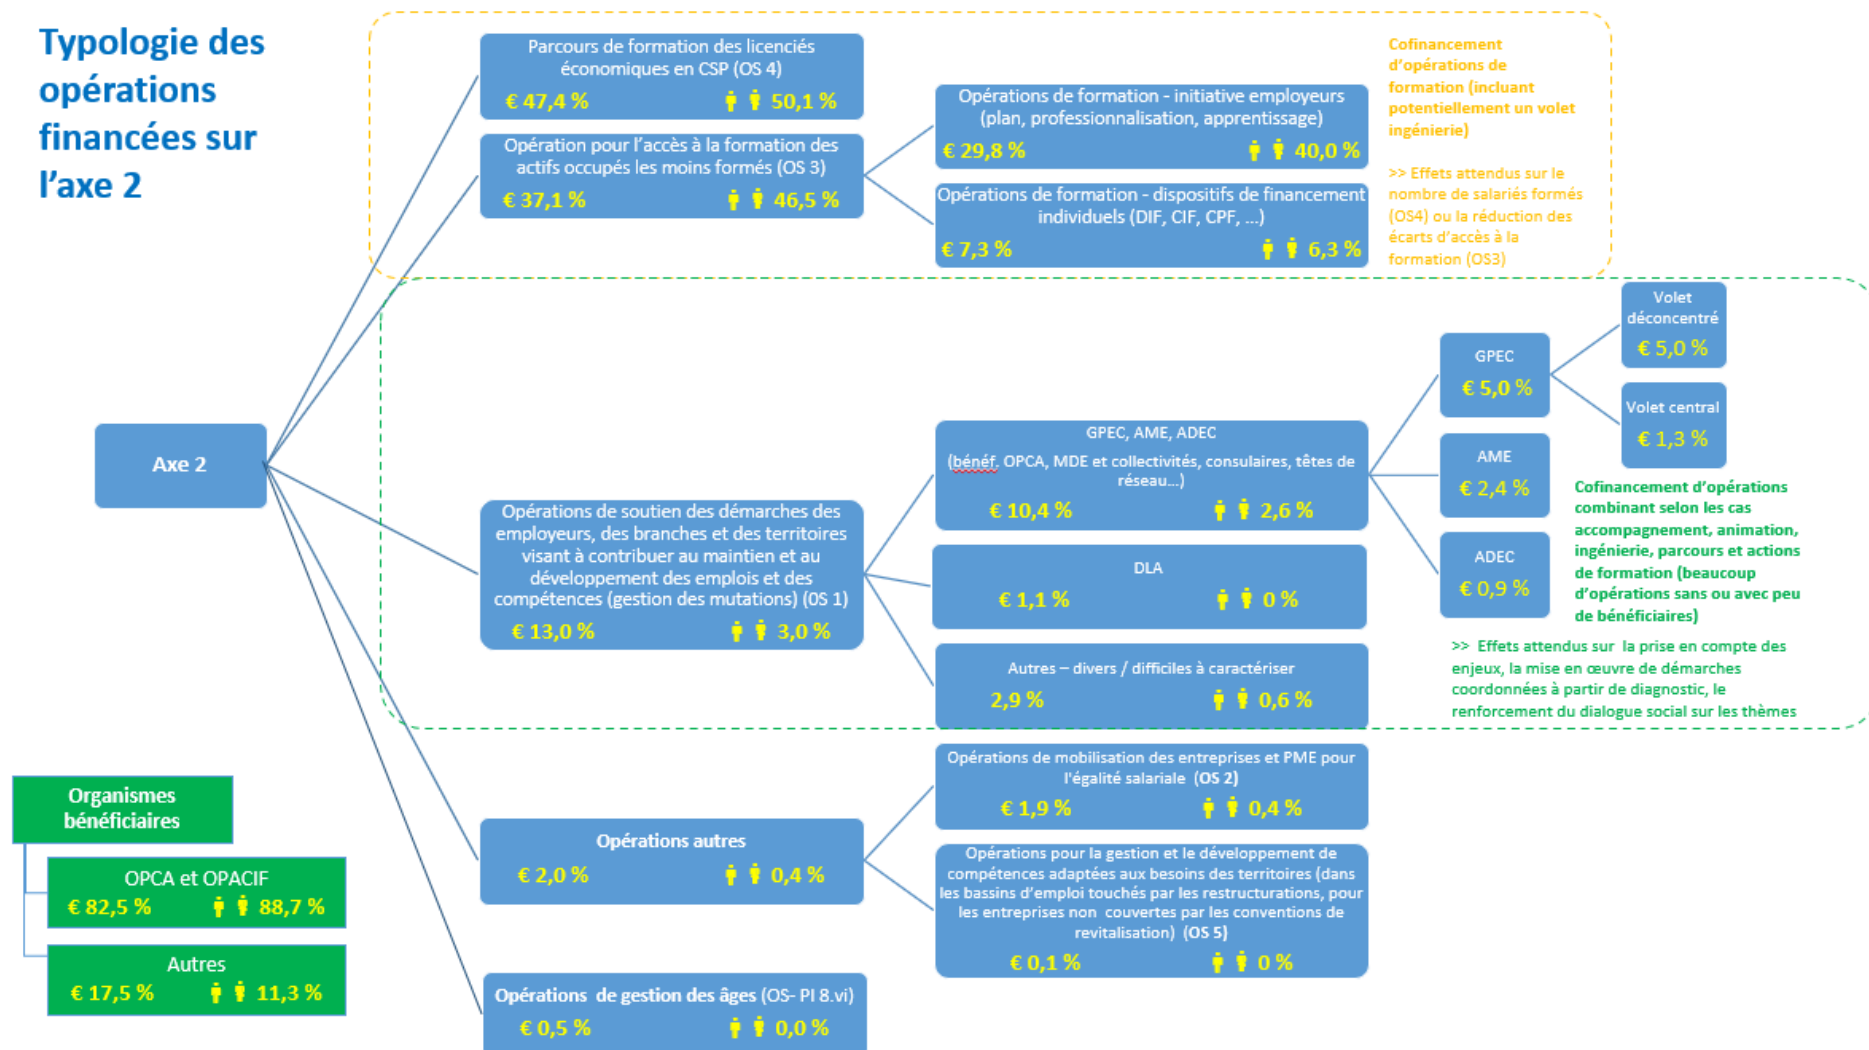 Typologie des
opérations
financées sur
l'axe 2
Parcours de formation des licenciés
économiques en CSP (OS 4)
€ 47,4 % 50,1 %
Opération pour l'accès à la formation des
actifs occupés les moins formés (OS 3)
€ 37,1 % 46,5 %
Opérations de formation - initiative employeurs
(plan, professionnalisation, apprentissage)
€ 29,8 % 40,0 %
Opérations de formation - dispositifs de financement
individuels (DIF, CIF, CPF, ...)
€ 7,3 % 6,3 %
Cofinancement
d'opérations de
formation (incluant
potentiellement un volet
ingénierie)
>> Effets attendus sur le
nombre de salariés formés
(OS4) ou la réduction des
écarts d'accès à la
formation (OS3)
Axe 2
Opérations de soutien des démarches des
employeurs, des branches et des territoires
visant à contribuer au maintien et au
développement des emplois et des
compétences (gestion des mutations) (0S 1)
€ 13,0 % 3,0 %
GPEC, AME, ADEC
(bénéf. OPCA, MDE et collectivités, consulaires, têtes de
réseau...)
€ 10,4 % 2,6 %
DLA
€ 1,1 % 0 %
Autres – divers / difficiles à caractériser
2,9 % 0,6 %
GPEC
€ 5,0 %
AME
€ 2,4 %
ADEC
€ 0,9 %
Volet
déconcentré
€ 5,0 %
Volet central
€ 1,3 %
Cofinancement d'opérations
combinant selon les cas
accompagnement, animation,
ingénierie, parcours et actions
de formation (beaucoup
d'opérations sans ou avec peu
de bénéficiaires)
>> Effets attendus sur la prise en compte des
enjeux, la mise en œuvre de démarches
coordonnées à partir de diagnostic, le
renforcement du dialogue social sur les thèmes
Opérations autres
€ 2,0 % 0,4 %
Opérations de mobilisation des entreprises et PME pour
l'égalité salariale (OS 2)
€ 1,9 % 0,4 %
Opérations pour la gestion et le développement de
compétences adaptées aux besoins des territoires (dans
les bassins d'emploi touchés par les restructurations, pour
les entreprises non couvertes par les conventions de
revitalisation) (OS 5)
€ 0,1 % 0 %
Opérations de gestion des âges (OS- PI 8.vi)
€ 0,5 % 0,0 %
Organismes
bénéficiaires
OPCA et OPACIF
€ 82,5 % 88,7 %
Autres
€ 17,5 % 11,3 %